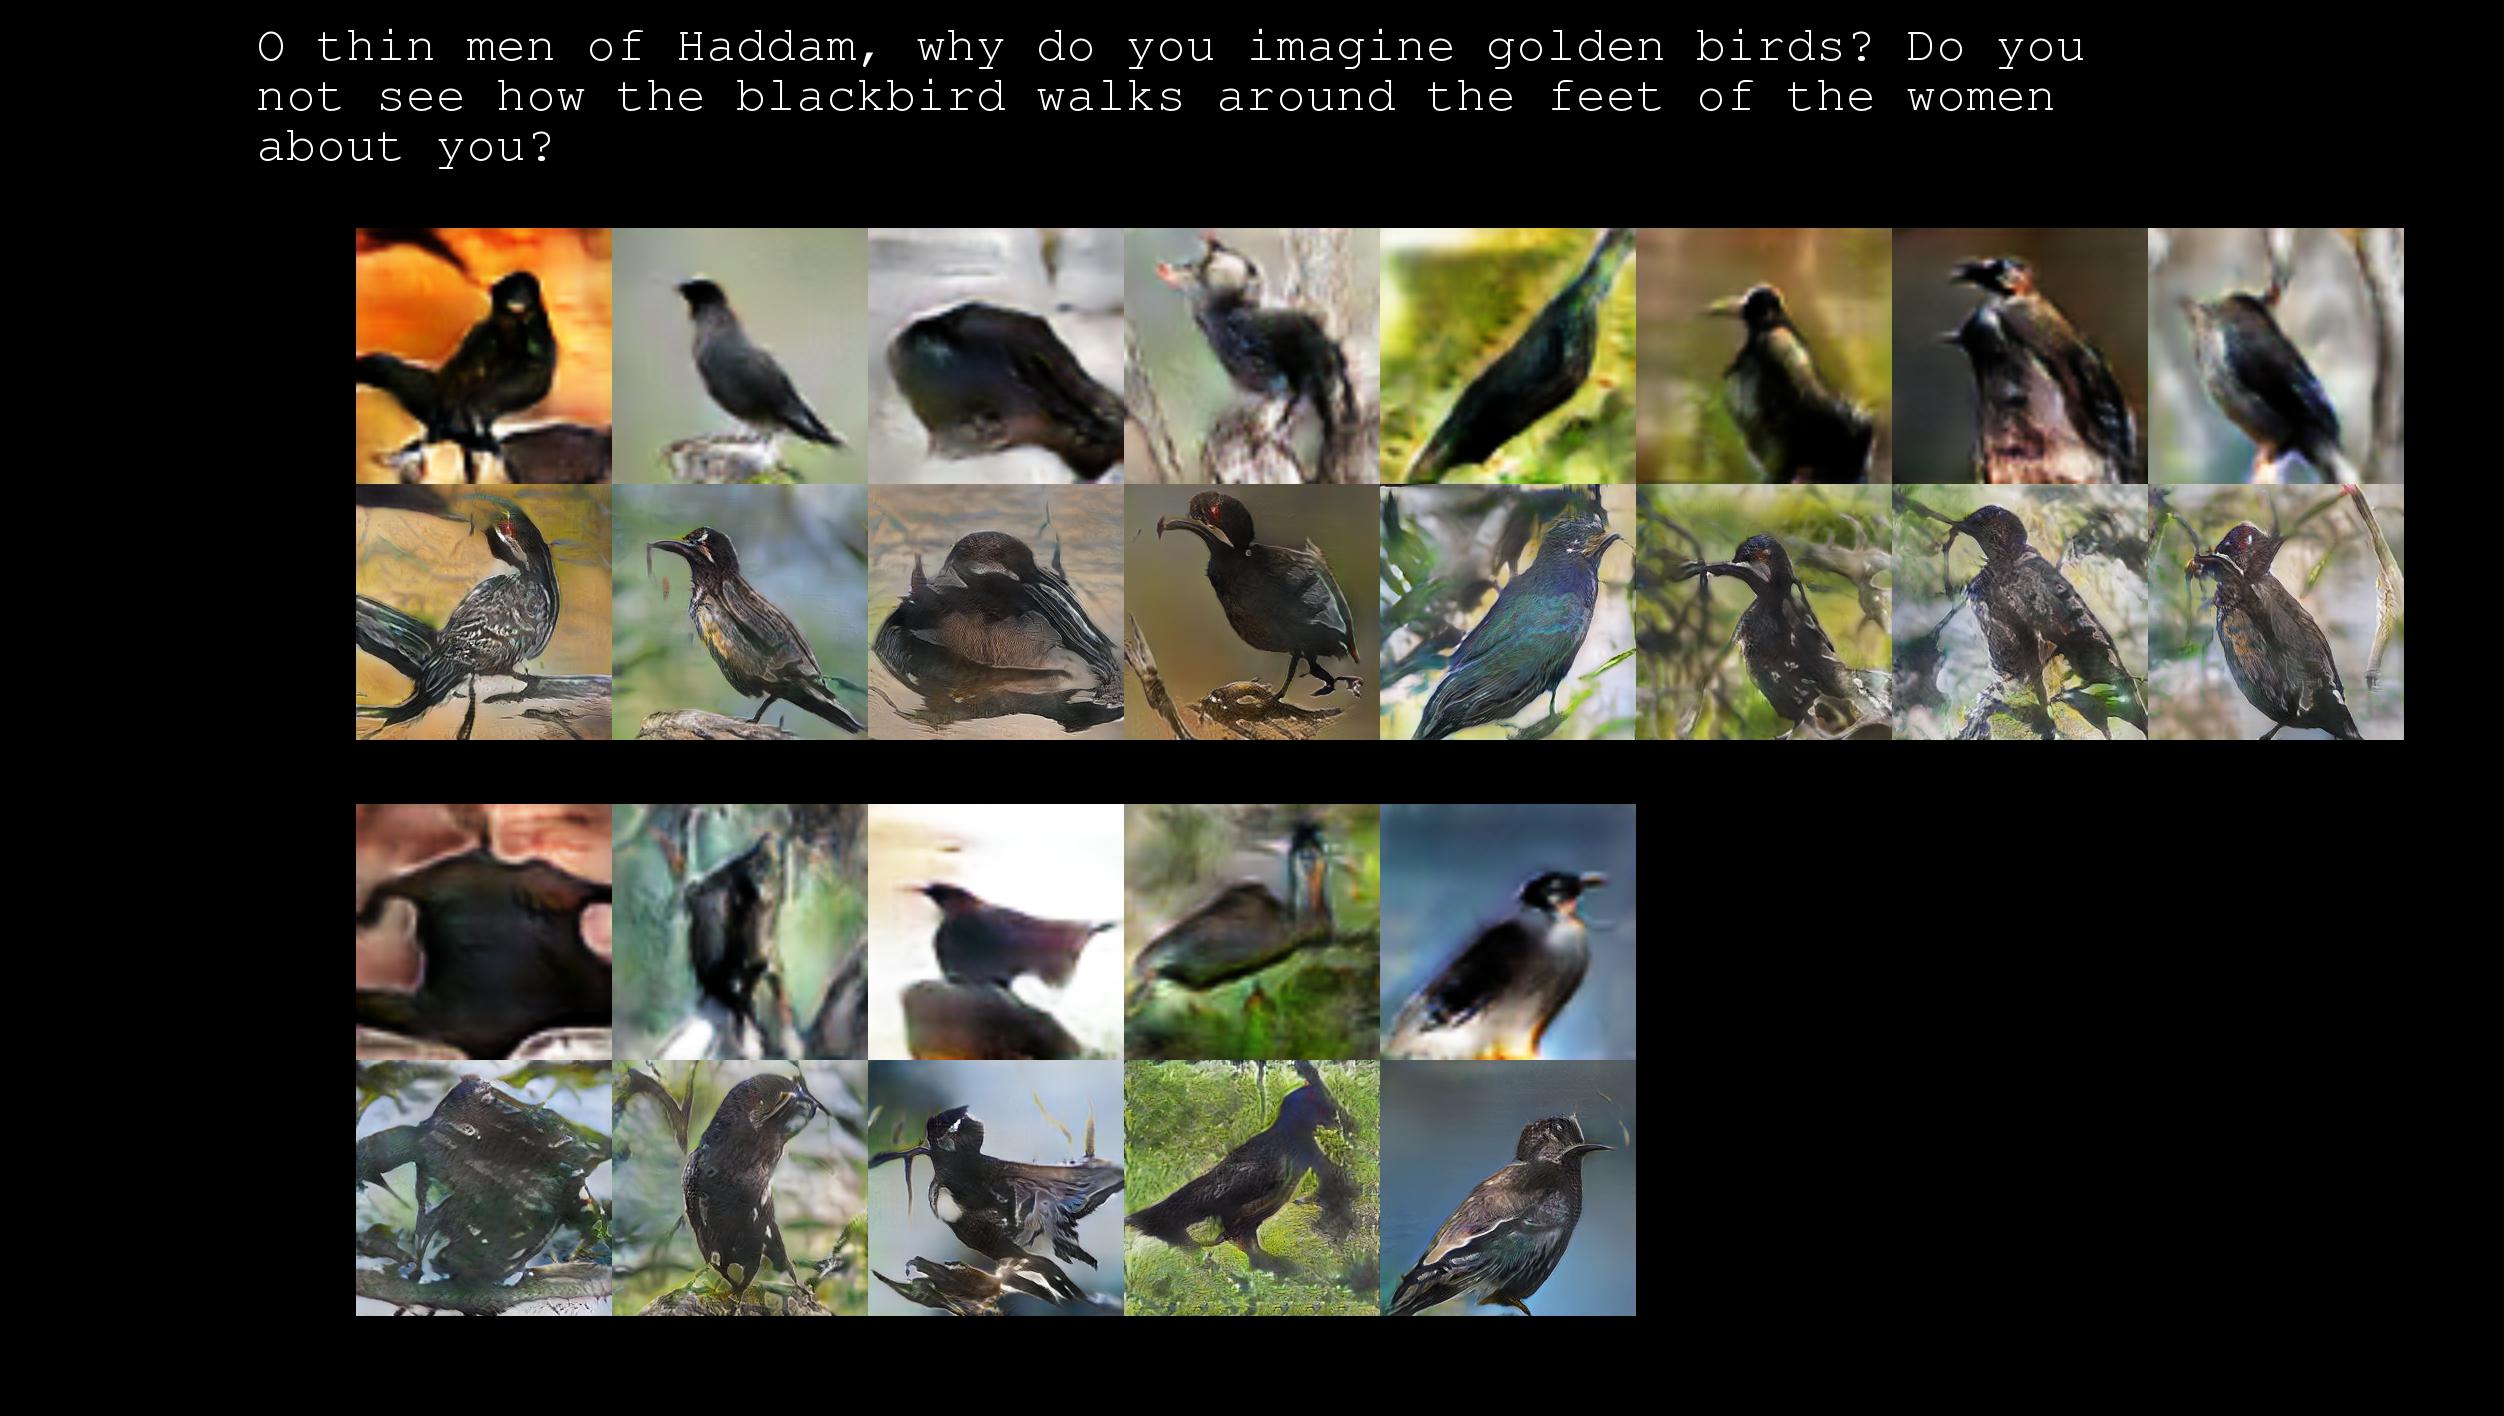 O thin men of Haddam, why do you imagine golden birds? Do you
not see how the blackbird walks around the feet of the women
about you?